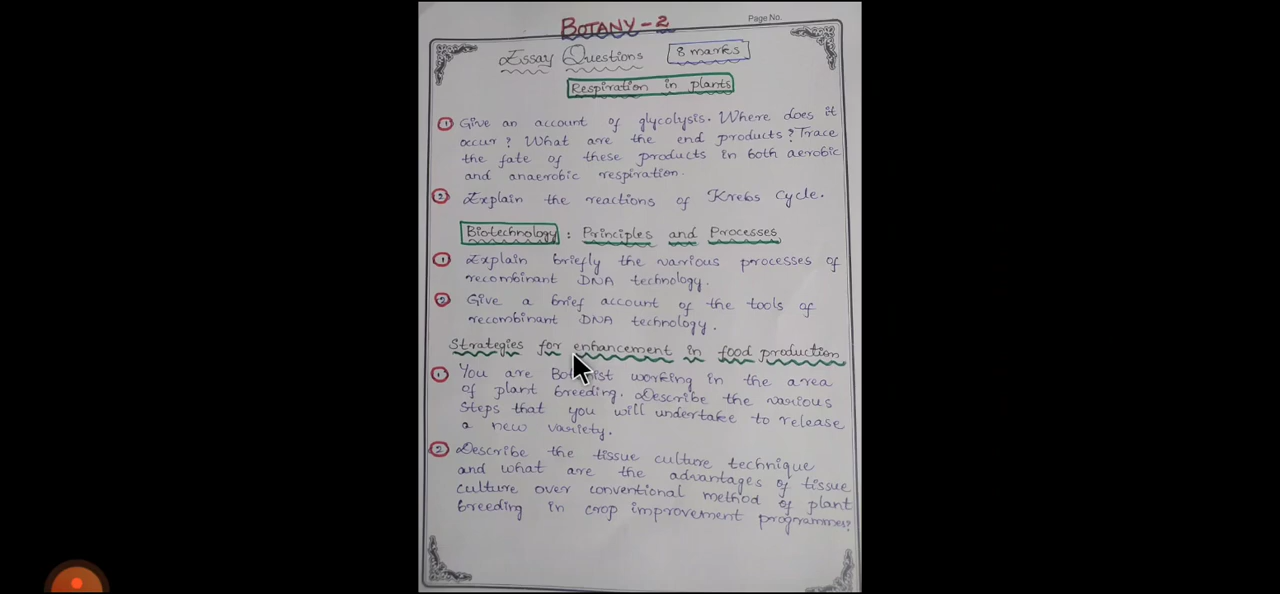 Page No.
BOTANY - 2
Essay Questions 8 marks
Respiration in plants
1 Give an account of glycolysis. Where does it
occur? What are the end products? Trace
the fate of these products in both aerobic
and anaerobic respiration.
2 Explain the reactions of Krebs cycle.
Biotechnology : Principles and Processes
1 Explain briefly the various processes of
recombinant DNA technology.
2 Give a brief account of the tools of
recombinant DNA technology.
Strategies for enhancement in food production
1 You are Botanist working in the area
of plant breeding. Describe the various
steps that you will undertake to release
a new variety.
2 Describe the tissue culture technique
and what are the advantages of tissue
culture over conventional method of plant
breeding in crop improvement programmes?